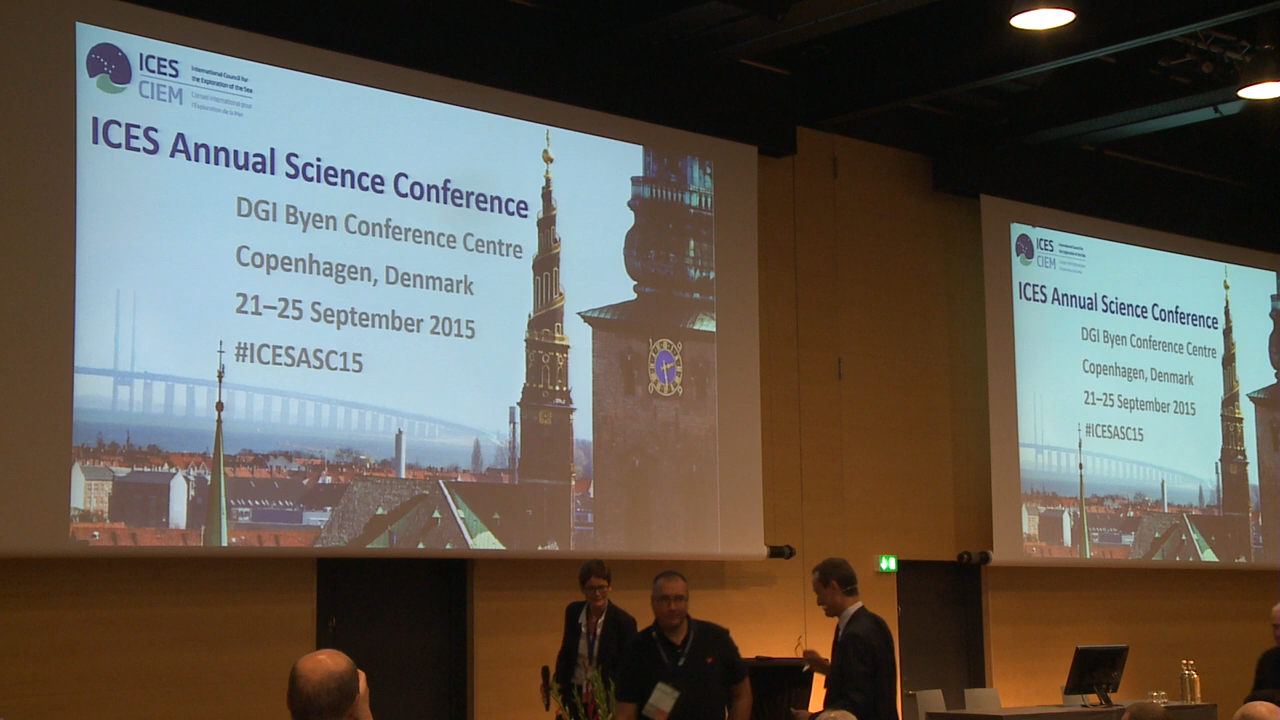 ICES
CIEM
International Council for
the Exploration of the Sea
Conseil International pour
l'Exploration de la Mer
ICES Annual Science Conference
DGI Byen Conference Centre
Copenhagen, Denmark
21–25 September 2015
#ICESASC15
ICES
CIEM
ICES Annual Science Conference
DGI Byen Conference Centre
Copenhagen, Denmark
21–25 September 2015
#ICESASC15